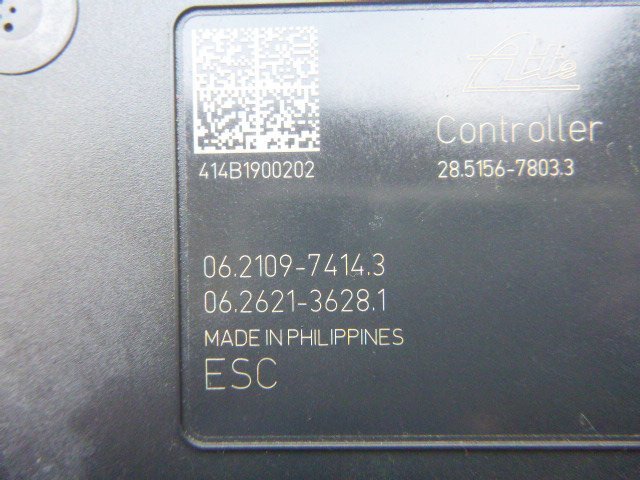 Ate
Controller
414B1900202
28.5156-7803.3
06.2109-7414.3
06.2621-3628.1
MADE IN PHILIPPINES
ESC